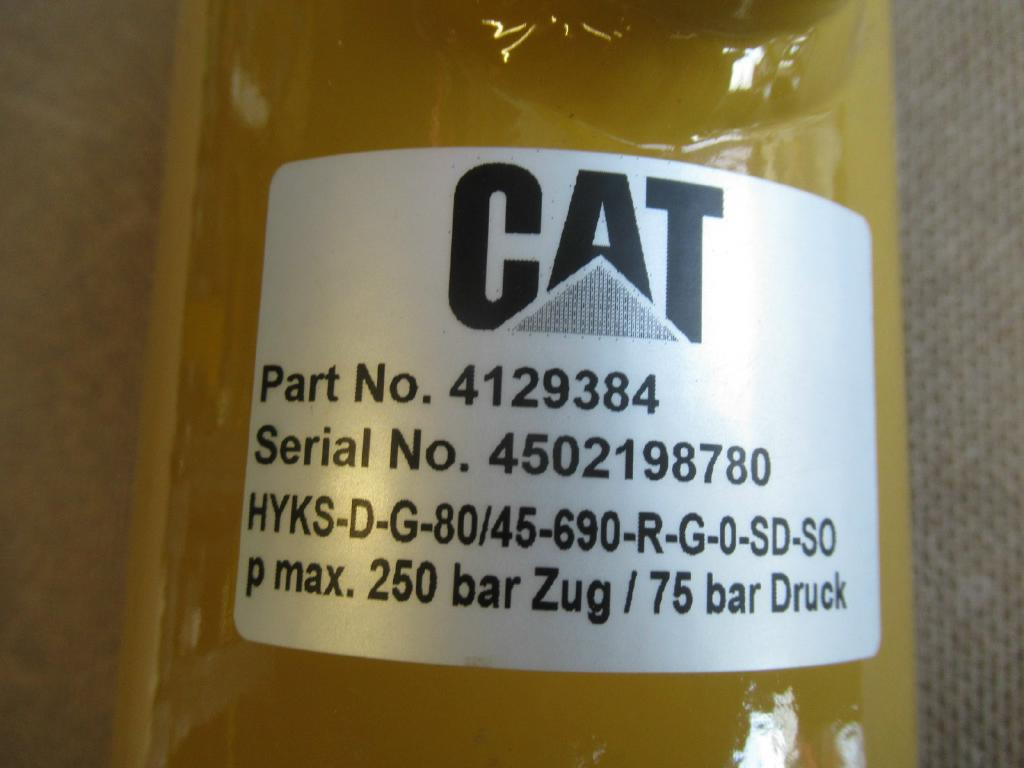 CAT
Part No. 4129384
Serial No. 4502198780
HYKS-D-G-80/45-690-R-G-0-SD-SO
p max. 250 bar Zug / 75 bar Druck